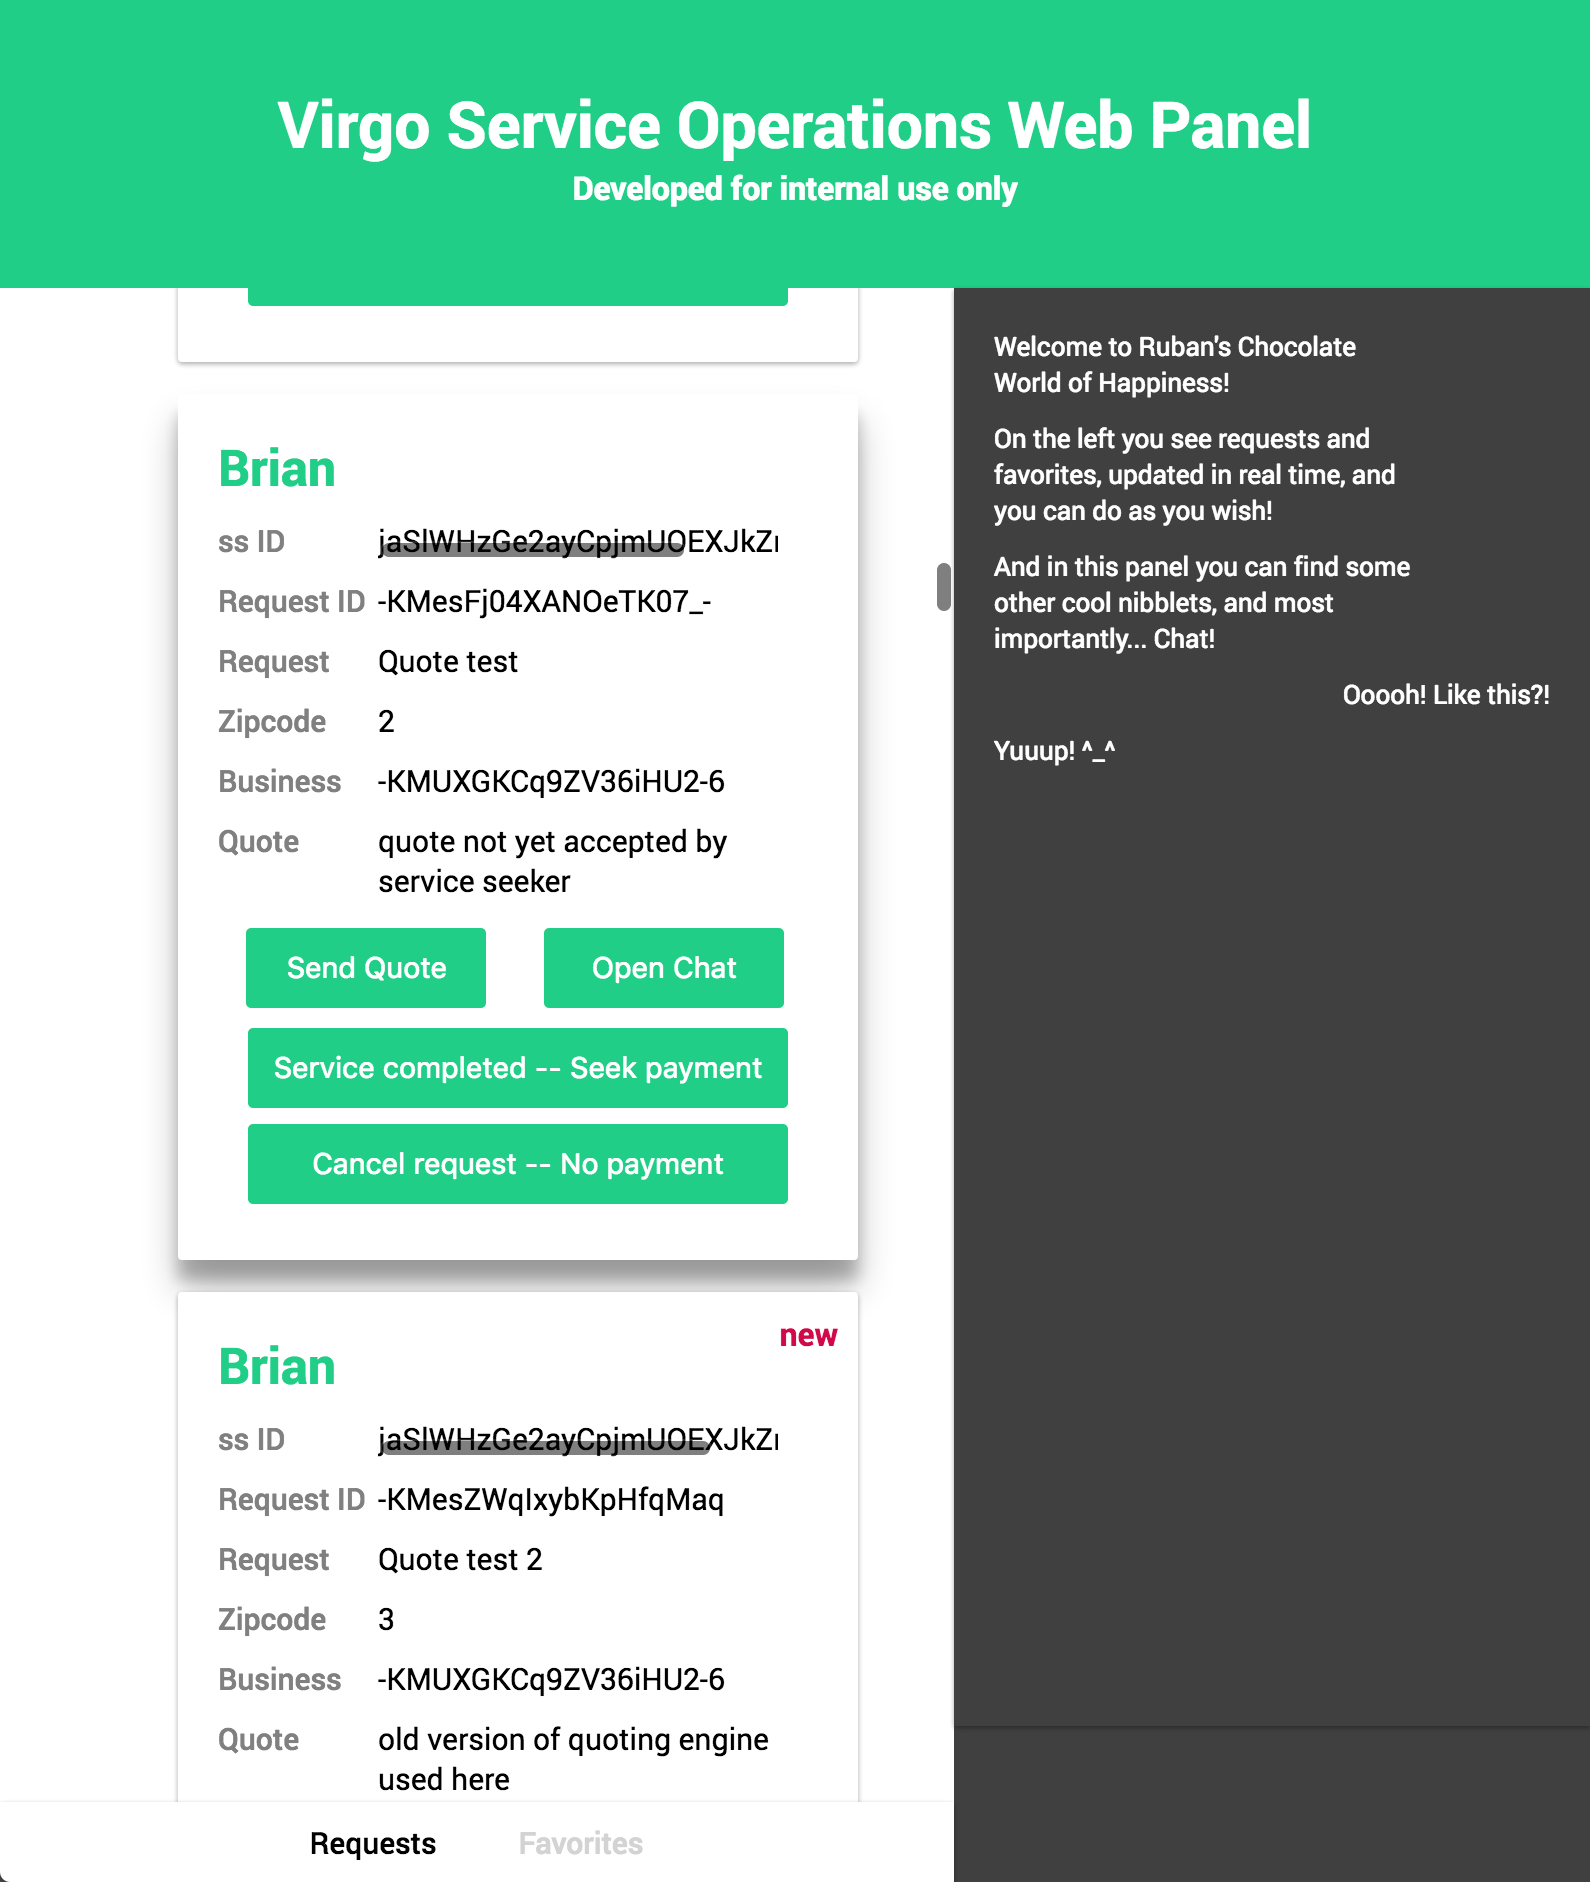 Virgo Service Operations Web Panel
Developed for internal use only
Brian
ss ID jaSlWHzGe2ayCpjmUOEXJkZ
Request ID -KMesFj04XANOeTK07_-
Request Quote test
Zipcode 2
Business -KMUXGKCq9ZV36iHU2-6
Quote quote not yet accepted by
service seeker
Send Quote Open Chat
Service completed -- Seek payment
Cancel request -- No payment
new
Brian
ss ID jaSlWHzGe2ayCpjmUOEXJkZ
Request ID -KMesZWqIxybKpHfqMaq
Request Quote test 2
Zipcode 3
Business -KMUXGKCq9ZV36iHU2-6
Quote old version of quoting engine
used here
Requests Favorites
Welcome to Ruban's Chocolate
World of Happiness!
On the left you see requests and
favorites, updated in real time, and
you can do as you wish!
And in this panel you can find some
other cool nibblets, and most
importantly... Chat!
Ooooh! Like this?!
Yuuup! ^_^